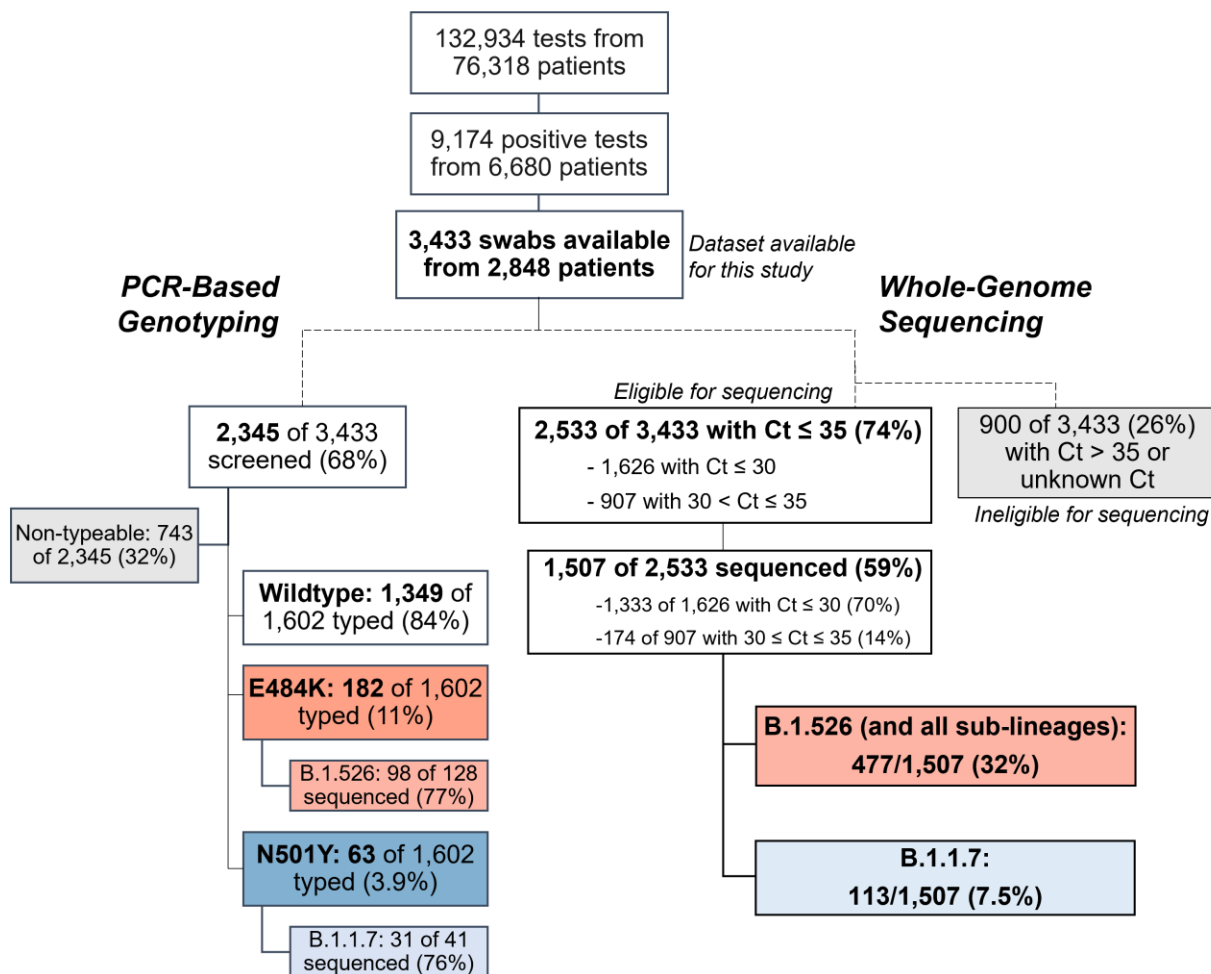 132,934 tests from
76,318 patients
9,174 positive tests
from 6,680 patients
3,433 swabs available
from 2,848 patients
Dataset available
for this study
PCR-Based
Genotyping
Whole-Genome
Sequencing
2,345 of 3,433
screened (68%)
Non-typeable: 743
of 2,345 (32%)
Wildtype: 1,349 of
1,602 typed (84%)
E484K: 182 of 1,602
typed (11%)
B.1.526: 98 of 128
sequenced (77%)
N501Y: 63 of 1,602
typed (3.9%)
B.1.1.7: 31 of 41
sequenced (76%)
Eligible for sequencing
2,533 of 3,433 with Ct ≤ 35 (74%)
- 1,626 with Ct ≤ 30
- 907 with 30 < Ct ≤ 35
900 of 3,433 (26%)
with Ct > 35 or
unknown Ct
Ineligible for sequencing
1,507 of 2,533 sequenced (59%)
-1,333 of 1,626 with Ct ≤ 30 (70%)
-174 of 907 with 30 ≤ Ct ≤ 35 (14%)
B.1.526 (and all sub-lineages):
477/1,507 (32%)
B.1.1.7:
113/1,507 (7.5%)